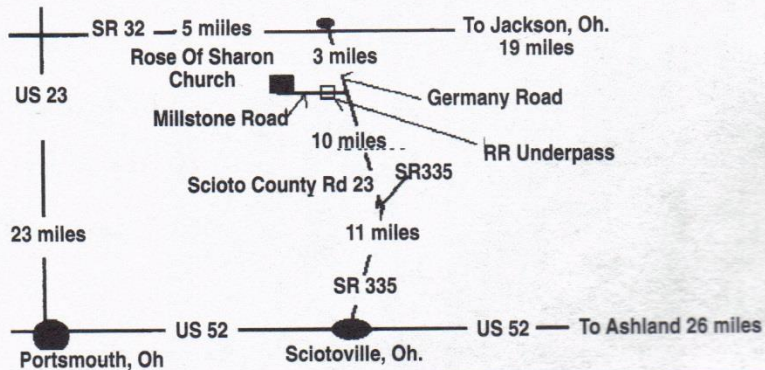 SR 32 5 miiles
To Jackson, Oh.
19 miles
Rose Of Sharon
Church
3 miles
US 23
Germany Road
Millstone Road
10 miles
RR Underpass
SR335
Scioto County Rd 23
23 miles
11 miles
SR 335
US 52
US 52
To Ashland 26 miles
Portsmouth, Oh
Sciotoville, Oh.